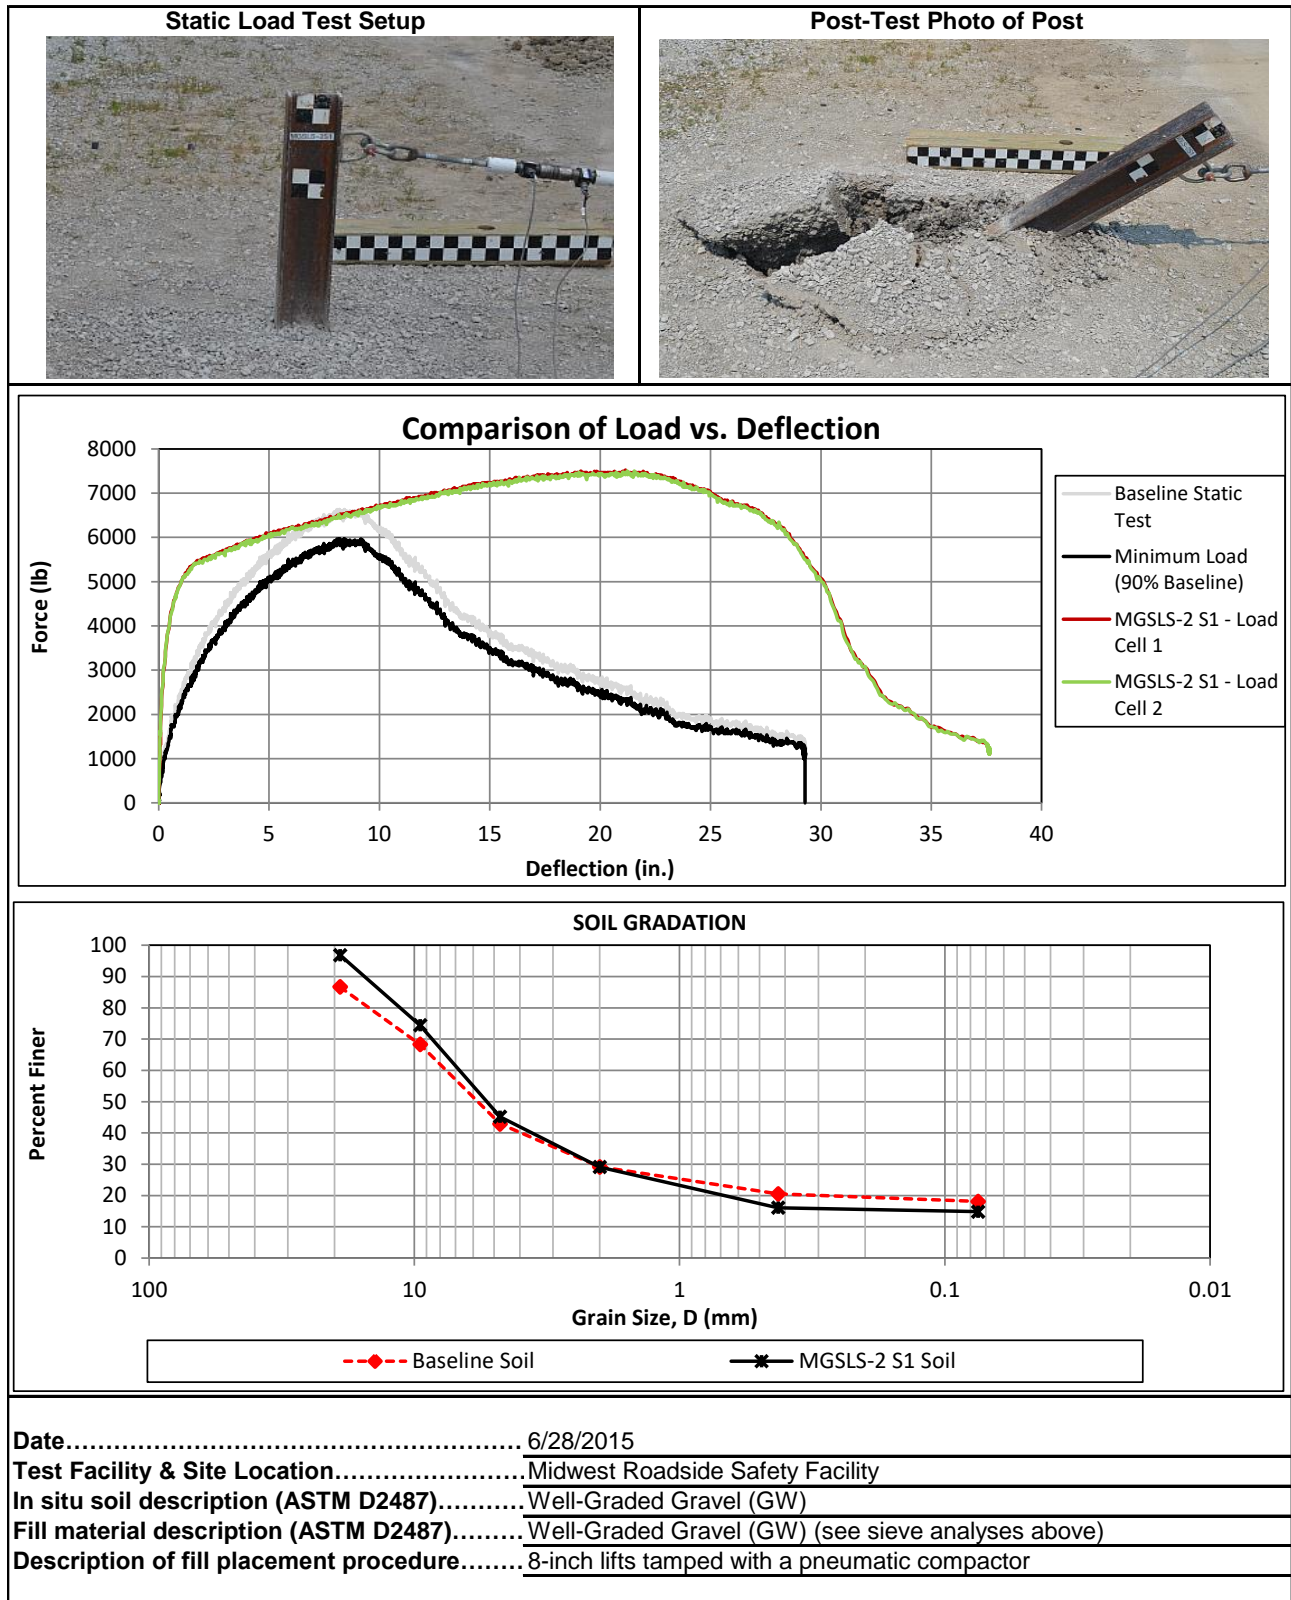 Static Load Test Setup
Post-Test Photo of Post
MGSLS-2S1
Comparison of Load vs. Deflection
8000
7000
6000
5000
4000
3000
2000
1000
0
Force (lb)
0 5 10 15 20 25 30 35 40
Deflection (in.)
Baseline Static
Test
Minimum Load
(90% Baseline)
MGSLS-2 S1 - Load
Cell 1
MGSLS-2 S1 - Load
Cell 2
SOIL GRADATION
100
90
80
70
60
50
40
30
20
10
0
Percent Finer
100 10 1 0.1 0.01
Grain Size, D (mm)
Baseline Soil
MGSLS-2 S1 Soil
Date.......................................................... 6/28/2015
Test Facility & Site Location........................ Midwest Roadside Safety Facility
In situ soil description (ASTM D2487)........... Well-Graded Gravel (GW)
Fill material description (ASTM D2487)......... Well-Graded Gravel (GW) (see sieve analyses above)
Description of fill placement procedure........ 8-inch lifts tamped with a pneumatic compactor